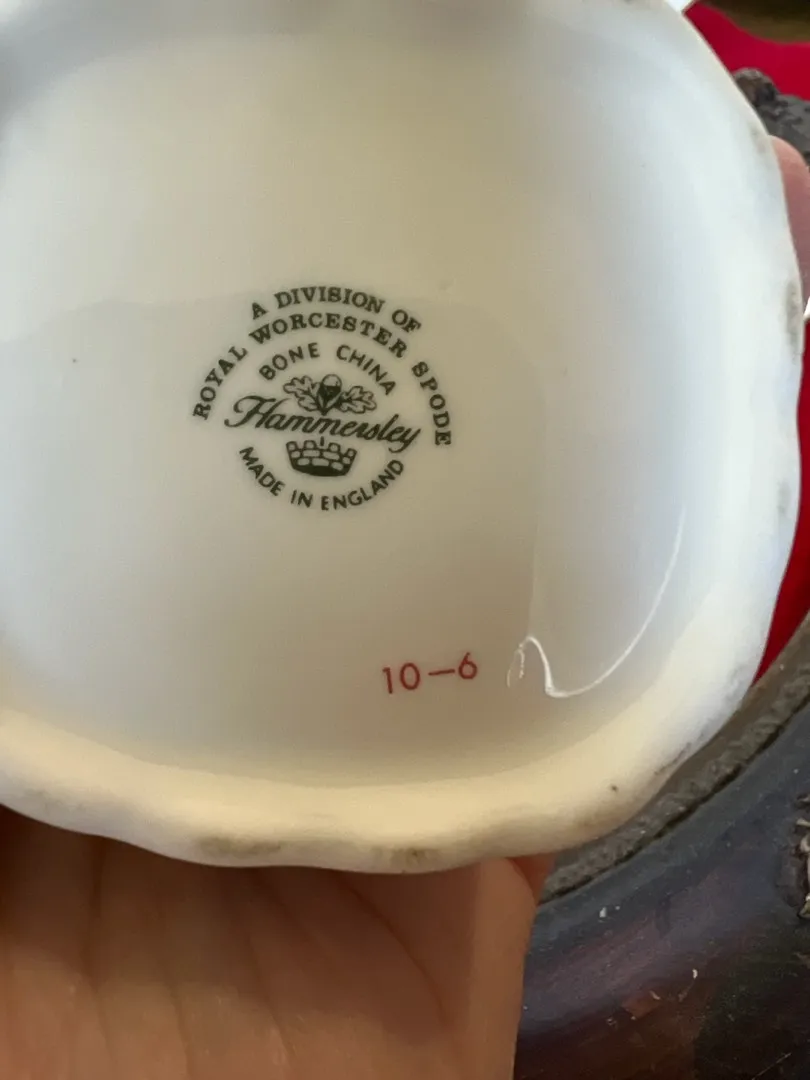 A DIVISION OF
ROYAL WORCESTER SPODE
BONE CHINA
Hammersley
MADE IN ENGLAND
10-6